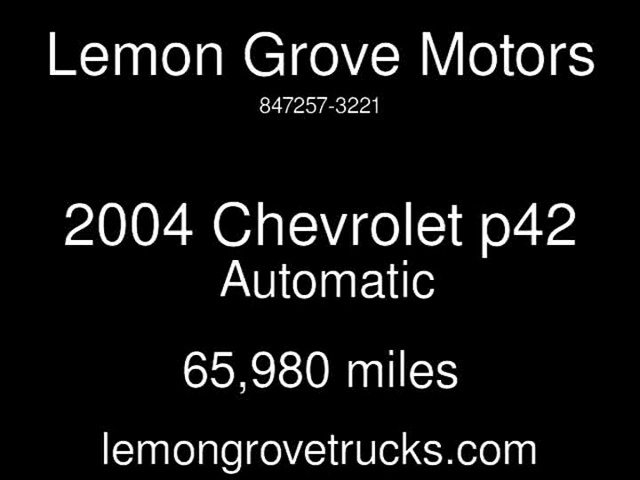 Lemon Grove Motors
847257-3221
2004 Chevrolet p42
Automatic
65,980 miles
lemongrovetrucks.com